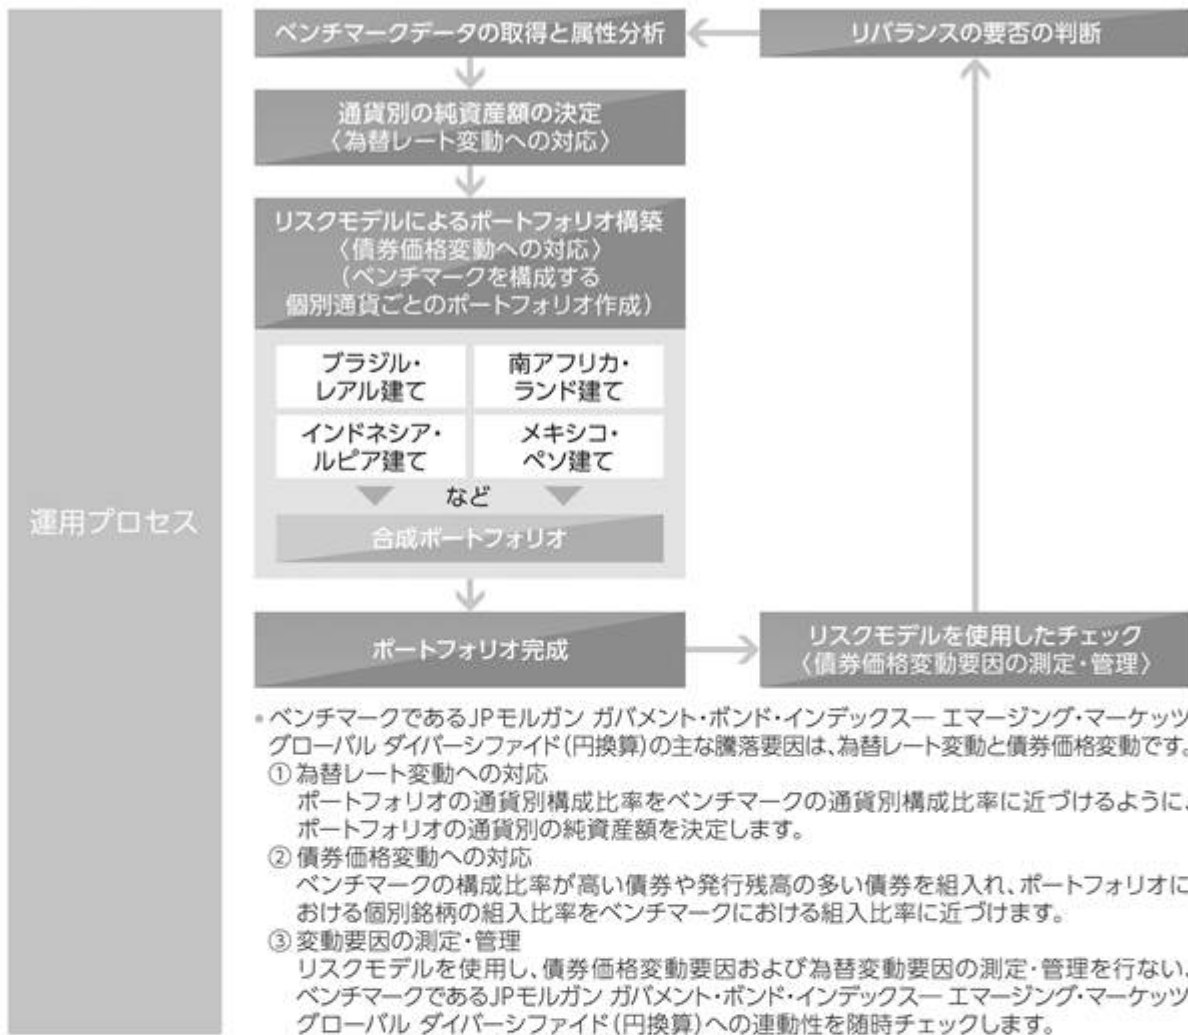 ベンチマークデータの取得と属性分析
リバランスの要否の判断
通貨別の純資産額の決定
〈為替レート変動への対応〉
リスクモデルによるポートフォリオ構築
〈債券価格変動への対応〉
(ベンチマークを構成する
個別通貨ごとのポートフォリオ作成)
ブラジル・
レアル建て
南アフリカ・
ランド建て
インドネシア・
ルピア建て
メキシコ・
ペソ建て
など
合成ポートフォリオ
運用プロセス
ポートフォリオ完成
リスクモデルを使用したチェック
〈債券価格変動要因の測定・管理〉
●ベンチマークであるJPモルガン ガバメント・ボンド・インデックス― エマージング・マーケッツ
グローバル ダイバーシファイド(円換算)の主な騰落要因は、為替レート変動と債券価格変動です。
①為替レート変動への対応
ポートフォリオの通貨別構成比率をベンチマークの通貨別構成比率に近づけるように、
ポートフォリオの通貨別の純資産額を決定します。
②債券価格変動への対応
ベンチマークの構成比率が高い債券や発行残高の多い債券を組入れ、ポートフォリオに
おける個別銘柄の組入比率をベンチマークにおける組入比率に近づけます。
③変動要因の測定・管理
リスクモデルを使用し、債券価格変動要因および為替変動要因の測定・管理を行ない、
ベンチマークであるJPモルガン ガバメント・ボンド・インデックス― エマージング・マーケッツ
グローバル ダイバーシファイド(円換算)への連動性を随時チェックします。